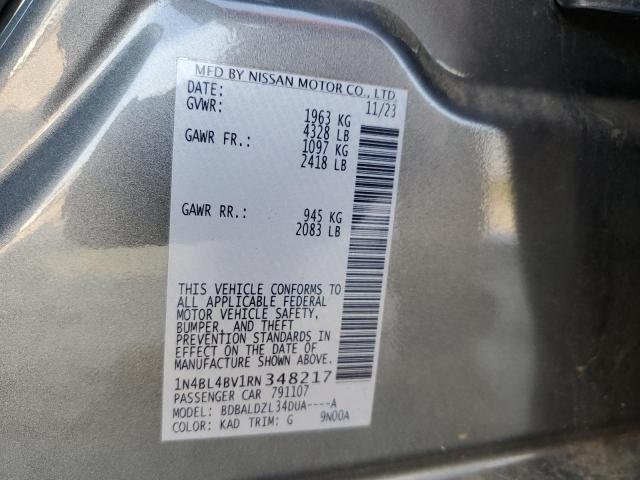 MFD BY NISSAN MOTOR CO., LTD.
DATE: 11/23
GVWR: 1963 KG
4328 LB
GAWR FR.: 1097 KG
2418 LB
GAWR RR.: 945 KG
2083 LB
THIS VEHICLE CONFORMS TO
ALL APPLICABLE FEDERAL
MOTOR VEHICLE SAFETY,
BUMPER, AND THEFT
PREVENTION STANDARDS IN
EFFECT ON THE DATE OF
MANUFACTURE SHOWN ABOVE.
1N4BL4BV1RN348217
PASSENGER CAR 791107
MODEL: BDBALDZL34DUA----A
COLOR: KAD TRIM: G 9N00A